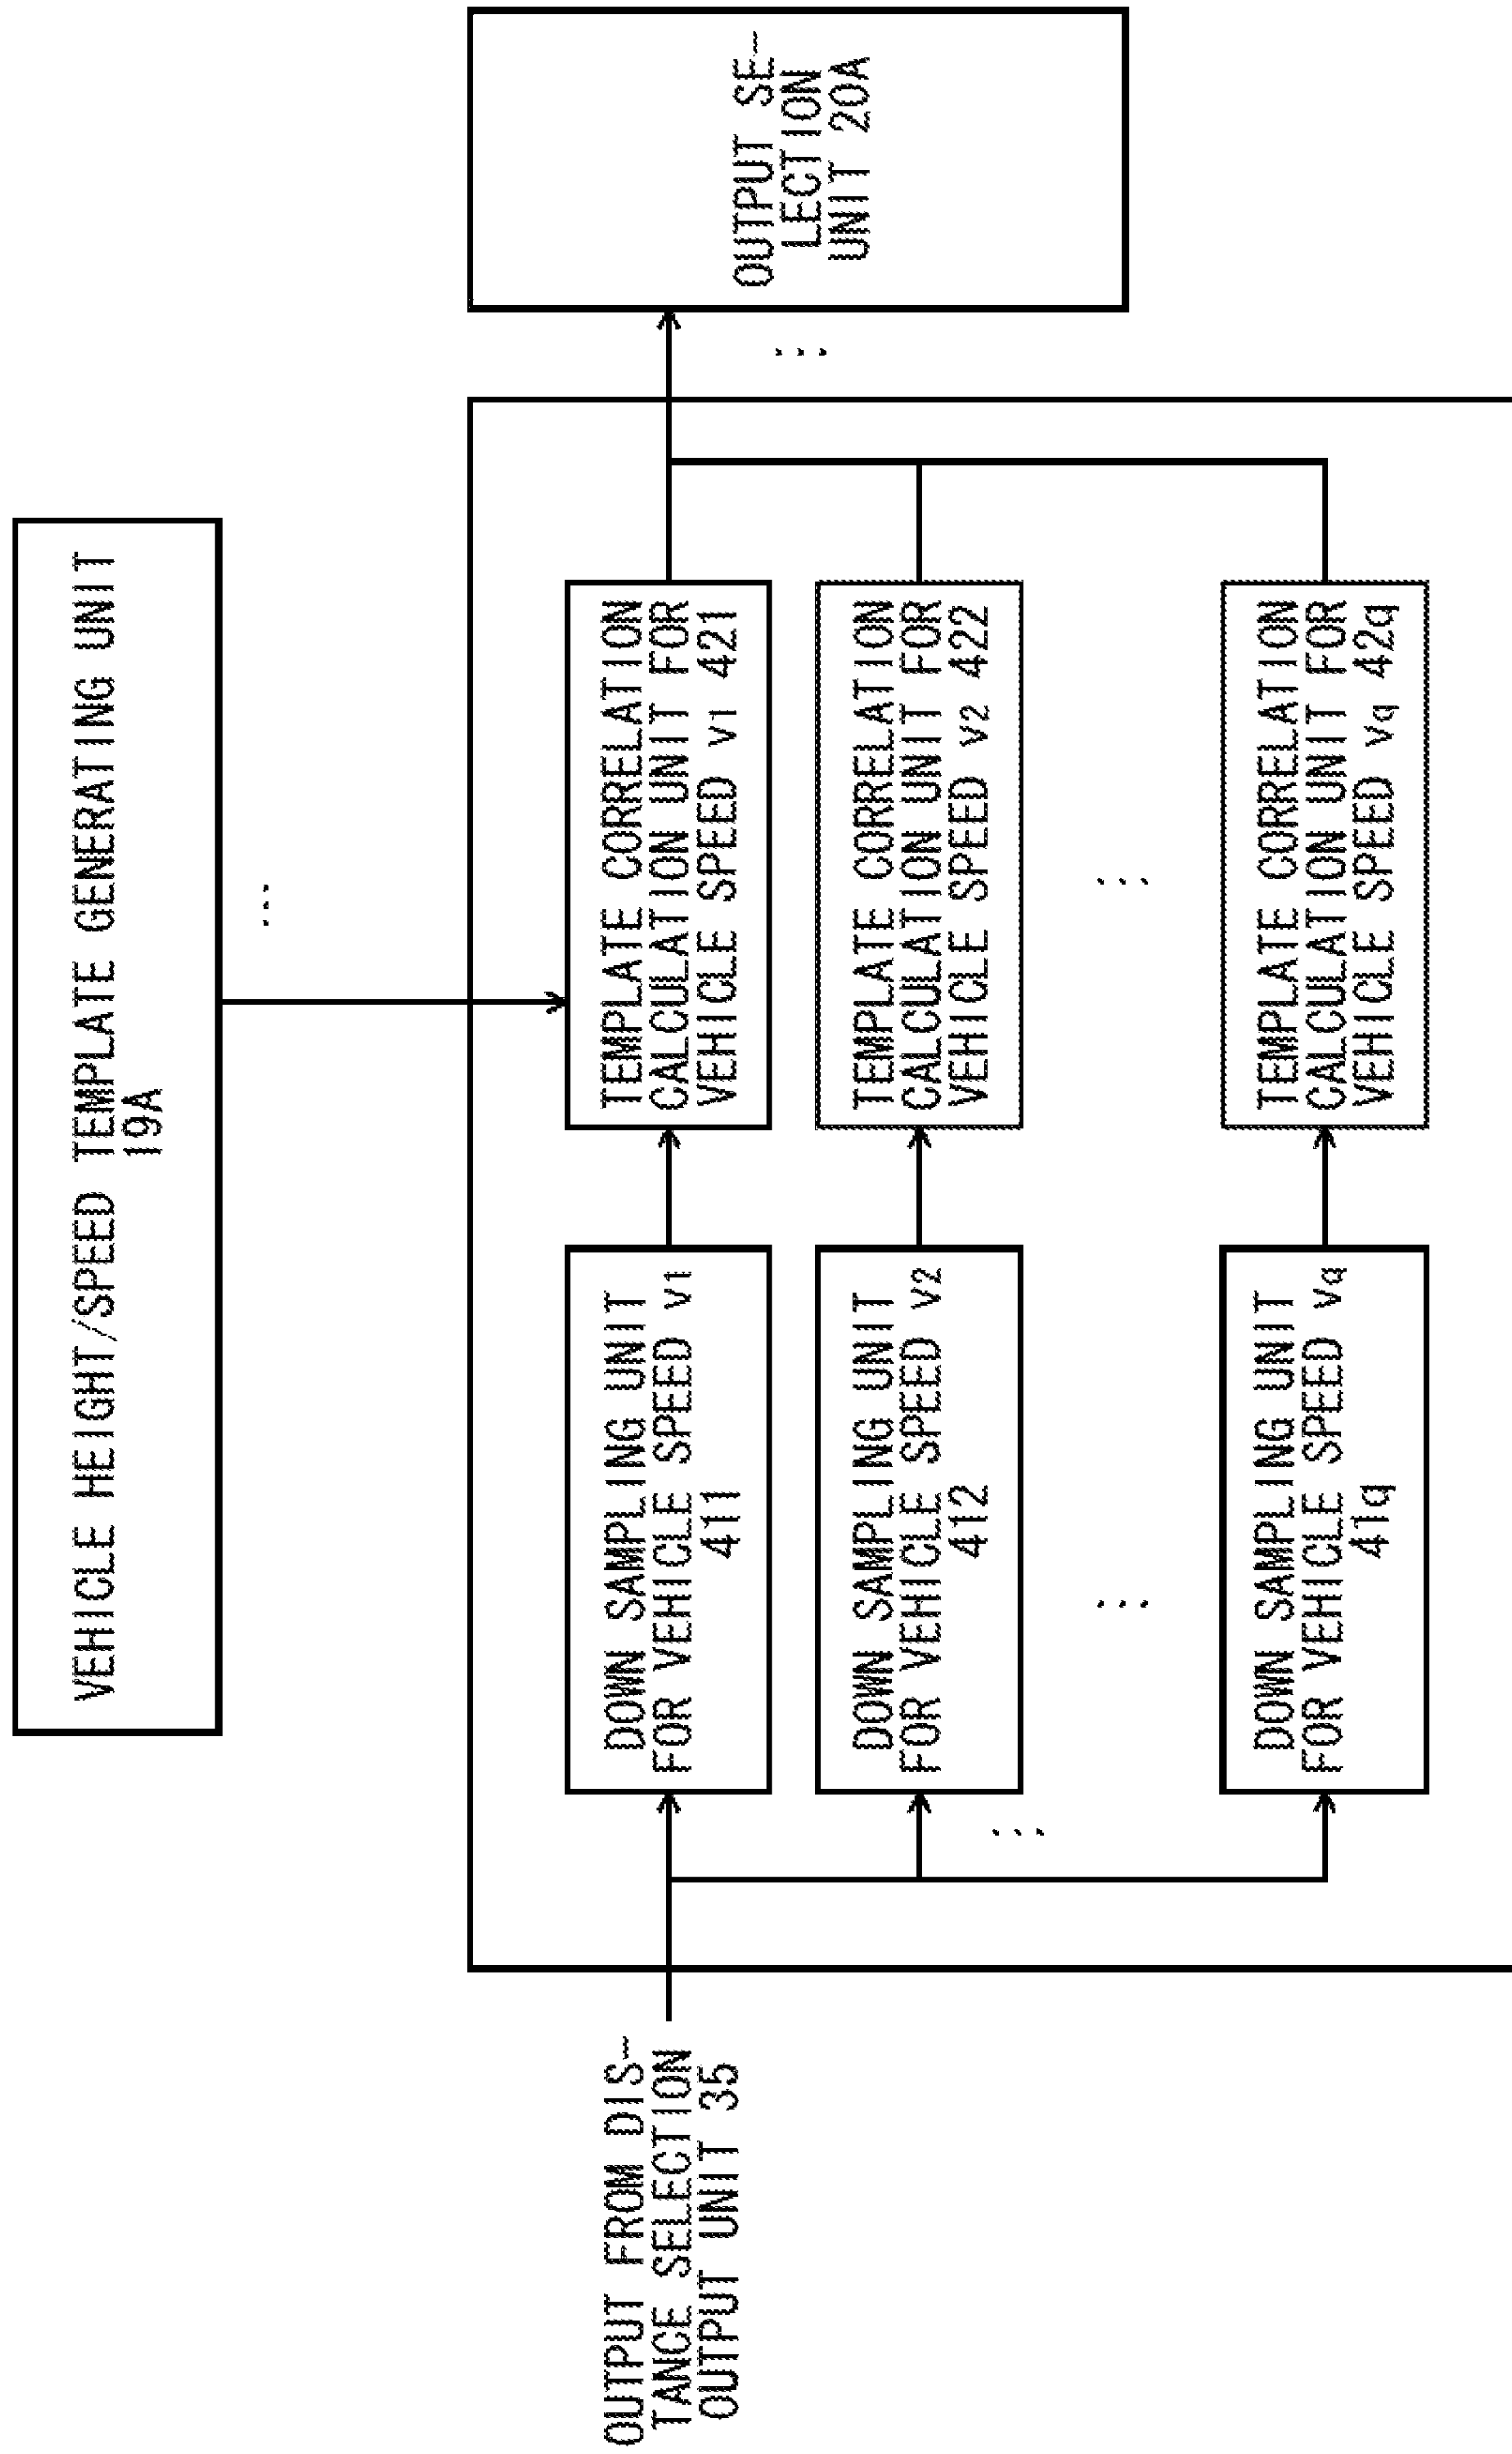 VEHICLE HEIGHT/SPEED TEMPLATE GENERATING UNIT
19A
OUTPUT FROM DIS-
TANCE SELECTION
OUTPUT UNIT 35
DOWN SAMPLING UNIT
FOR VEHICLE SPEED V1
411
TEMPLATE CORRELATION
CALCULATION UNIT FOR
VEHICLE SPEED V1 421
DOWN SAMPLING UNIT
FOR VEHICLE SPEED V2
412
TEMPLATE CORRELATION
CALCULATION UNIT FOR
VEHICLE SPEED V2 422
DOWN SAMPLING UNIT
FOR VEHICLE SPEED Vq
41q
TEMPLATE CORRELATION
CALCULATION UNIT FOR
VEHICLE SPEED Vq 42q
OUTPUT SE-
LECTION
UNIT 20A